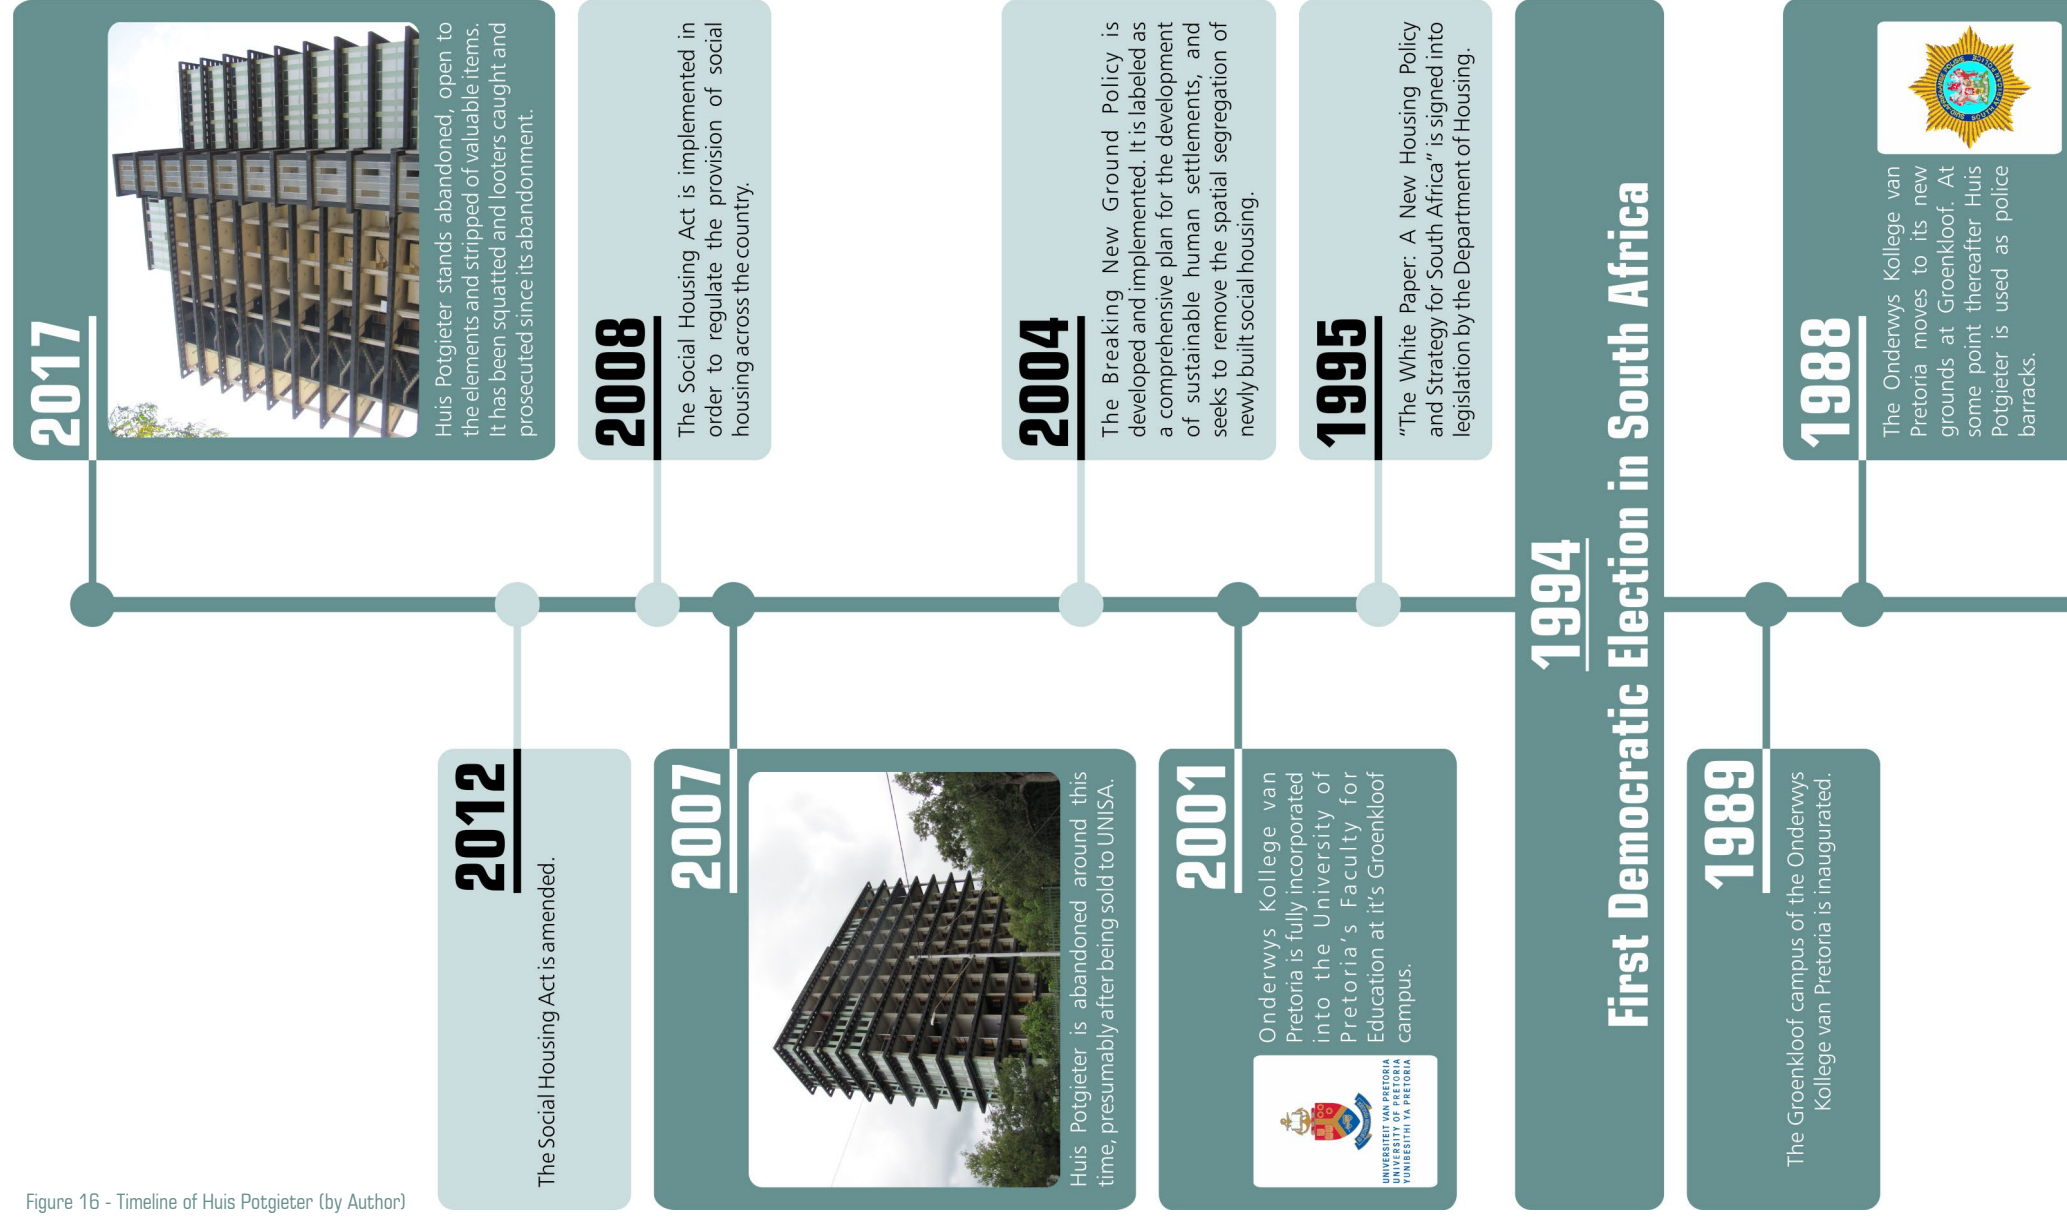 2017
Huis Potgieter stands abandoned, open to
the elements and stripped of valuable items.
It has been squatted and looters caught and
prosecuted since its abandonment.
2012
The Social Housing Act is amended.
2008
The Social Housing Act is implemented in
order to regulate the provision of social
housing across the country.
2007
Huis Potgieter is abandoned around this
time, presumably after being sold to UNISA.
2004
The Breaking New Ground Policy is
developed and implemented. It is labeled as
a comprehensive plan for the development
of sustainable human settlements, and
seeks to remove the spatial segregation of
newly built social housing.
2001
Onderwys Kollege van
Pretoria is fully incorporated
into the University of
Pretoria's Faculty for
Education at it's Groenkloof
campus.
UNIVERSITEIT VAN PRETORIA
UNIVERSITY OF PRETORIA
YUNIBESITHI YA PRETORIA
1995
“The White Paper: A New Housing Policy
and Strategy for South Africa” is signed into
legislation by the Department of Housing.
1994
First Democratic Election in South Africa
1989
The Groenkloof campus of the Onderwys
Kollege van Pretoria is inaugurated.
1988
The Onderwys Kollege van
Pretoria moves to its new
grounds at Groenkloof. At
some point thereafter Huis
Potgieter is used as police
barracks.
Figure 16 - Timeline of Huis Potgieter (by Author)